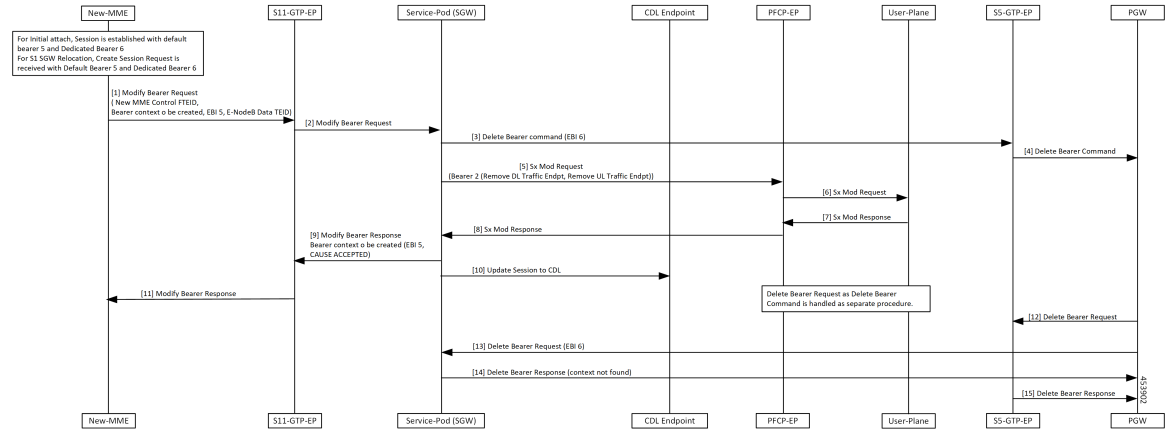 New-MME
S11-GTP-EP
Service-Pod (SGW)
CDL Endpoint
PFCP-EP
User-Plane
S5-GTP-EP
PGW
For Initial attach, Session is established with default
bearer 5 and Dedicated Bearer 6
For S1 SGW Relocation, Create Session Request is
received with Default Bearer 5 and Dedicated Bearer 6
[1] Modify Bearer Request
( New MME Control FTEID,
Bearer context o be created, EBI 5, E-NodeB Data TEID)
[2] Modify Bearer Request
[3] Delete Bearer command (EBI 6)
[4] Delete Bearer Command
[5] Sx Mod Request
(Bearer 2 (Remove DL Traffic Endpt, Remove UL Traffic Endpt))
[6] Sx Mod Request
[7] Sx Mod Response
[8] Sx Mod Response
[9] Modify Bearer Response
Bearer context o be created (EBI 5,
CAUSE ACCEPTED)
[10] Update Session to CDL
[11] Modify Bearer Response
Delete Bearer Request as Delete Bearer
Command is handled as separate procedure.
[12] Delete Bearer Request
[13] Delete Bearer Request (EBI 6)
[14] Delete Bearer Response (context not found)
[15] Delete Bearer Response
453902
New-MME
S11-GTP-EP
Service-Pod (SGW)
CDL Endpoint
PFCP-EP
User-Plane
S5-GTP-EP
PGW